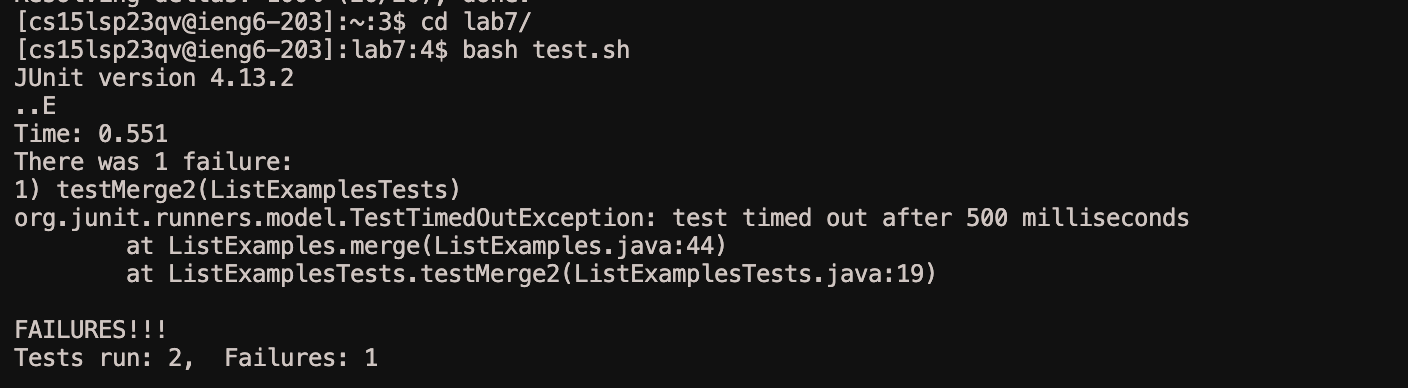 [cs15lsp23qv@ieng6-203]:~:3$ cd lab7/
[cs15lsp23qv@ieng6-203]:lab7:4$ bash test.sh
JUnit version 4.13.2
..E
Time: 0.551
There was 1 failure:
1) testMerge2(ListExamplesTests)
org.junit.runners.model.TestTimedOutException: test timed out after 500 milliseconds
        at ListExamples.merge(ListExamples.java:44)
        at ListExamplesTests.testMerge2(ListExamplesTests.java:19)

FAILURES!!!
Tests run: 2,  Failures: 1